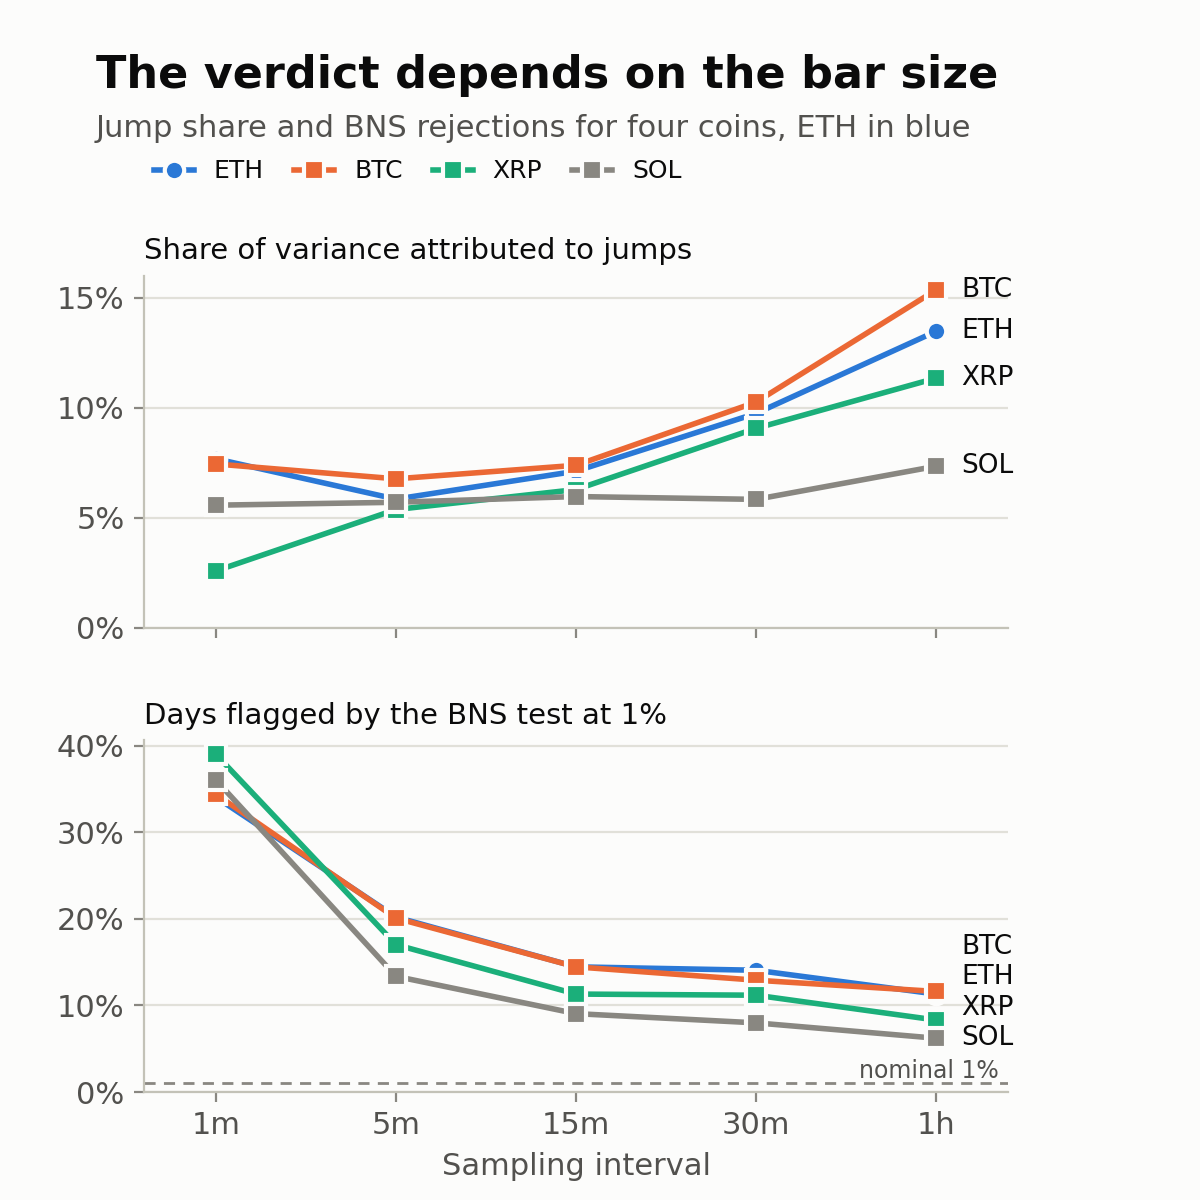 The verdict depends on the bar size
Jump share and BNS rejections for four coins, ETH in blue
ETH BTC XRP SOL
Share of variance attributed to jumps
15%
10%
5%
0%
BTC
ETH
XRP
SOL
Days flagged by the BNS test at 1%
40%
30%
20%
10%
0%
BTC
ETH
XRP
SOL
nominal 1%
1m 5m 15m 30m 1h
Sampling interval